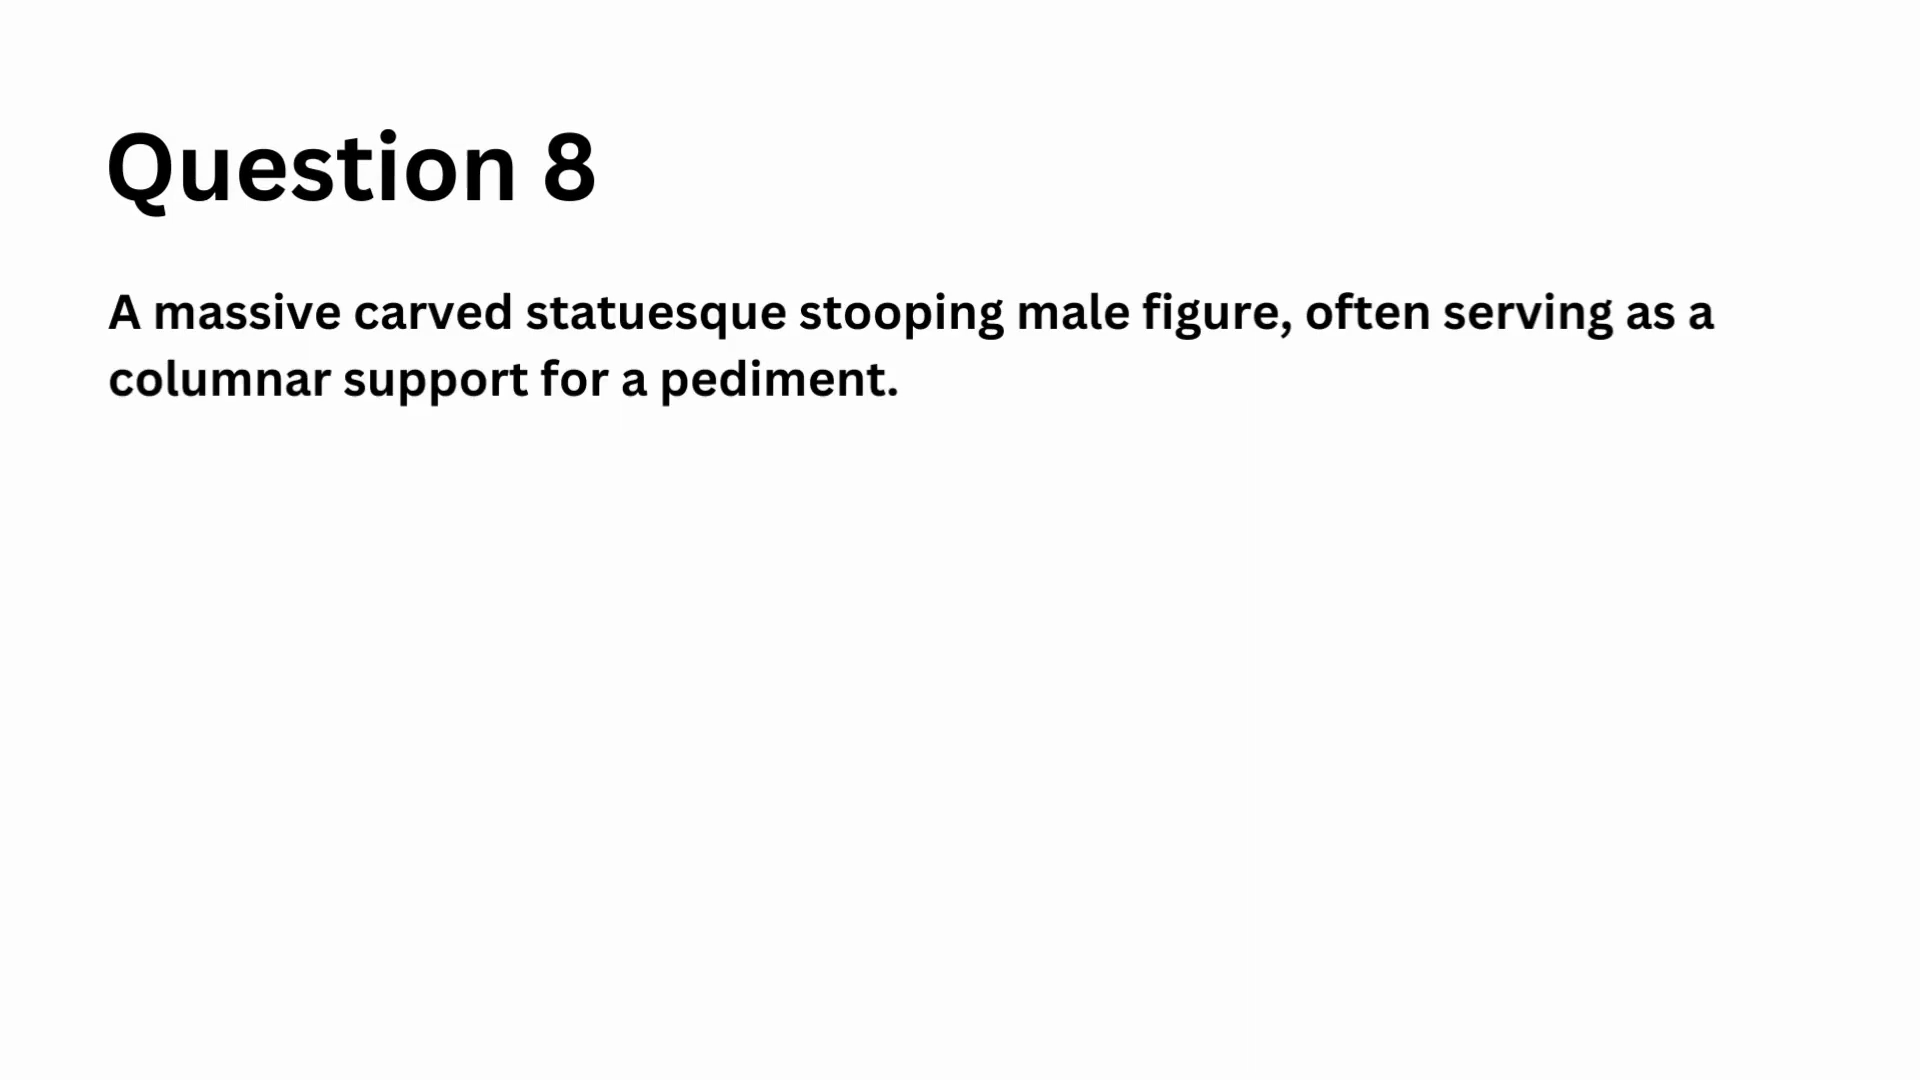 Question 8
A massive carved statuesque stooping male figure, often serving as a
columnar support for a pediment.